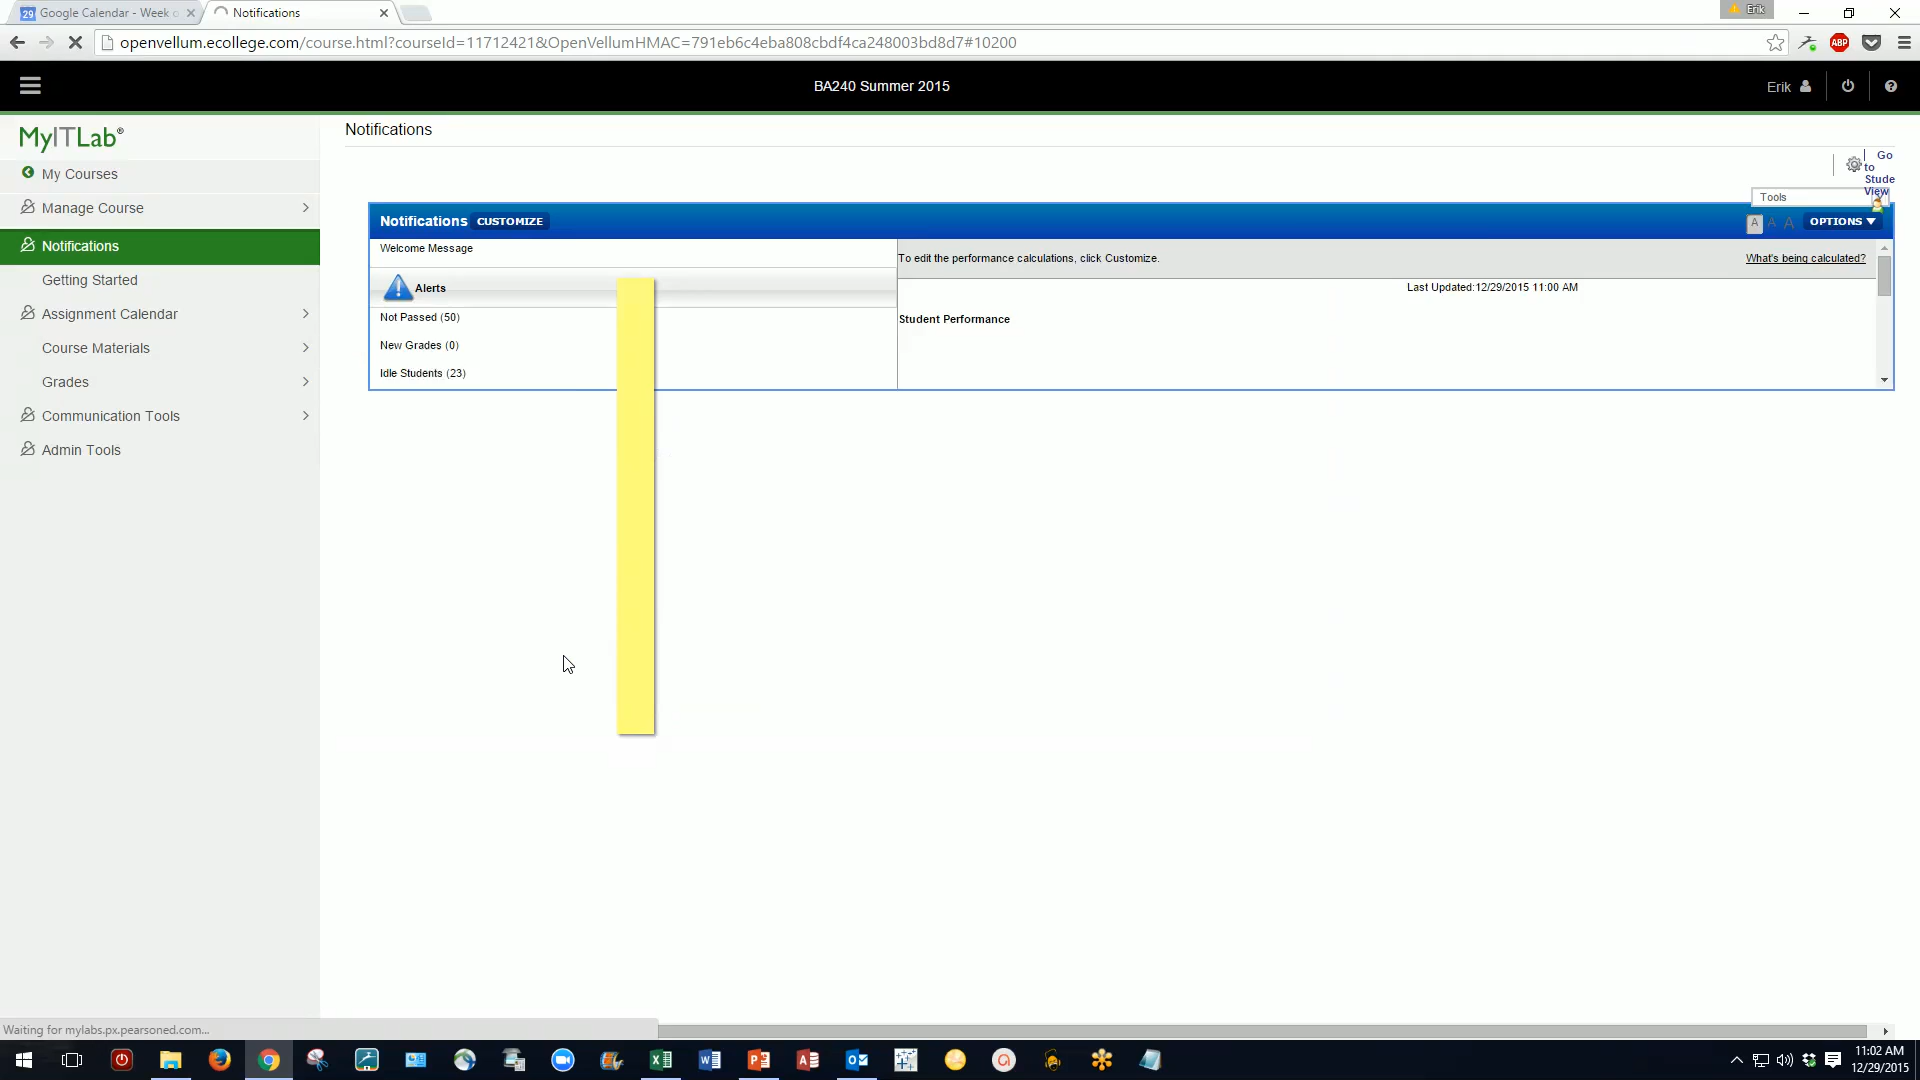 29 Google Calendar - Week o
Notifications
Erik
openvellum.ecollege.com/course.html?courseId=11712421&OpenVellumHMAC=791eb6c4eba808cbdf4ca248003bd8d7#10200
ABP
BA240 Summer 2015
Erik
MyITLab®
Notifications
My Courses
Go
to
Stude
View
Manage Course
Tools
Notifications CUSTOMIZE
A A A OPTIONS
Notifications
Welcome Message
To edit the performance calculations, click Customize.
What's being calculated?
Getting Started
Alerts
Last Updated:12/29/2015 11:00 AM
Assignment Calendar
Not Passed (50)
Student Performance
Course Materials
New Grades (0)
Grades
Idle Students (23)
Communication Tools
Admin Tools
Waiting for mylabs.px.pearsoned.com...
11:02 AM
12/29/2015